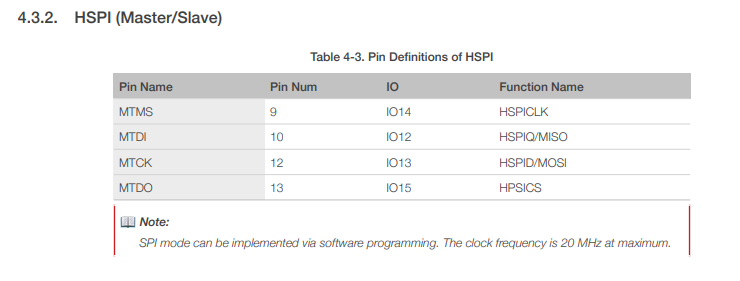 4.3.2. HSPI (Master/Slave)
Table 4-3. Pin Definitions of HSPI
Pin Name Pin Num IO Function Name
MTMS 9 IO14 HSPICLK
MTDI 10 IO12 HSPIQ/MISO
MTCK 12 IO13 HSPID/MOSI
MTDO 13 IO15 HPSICS
Note:
SPI mode can be implemented via software programming. The clock frequency is 20 MHz at maximum.